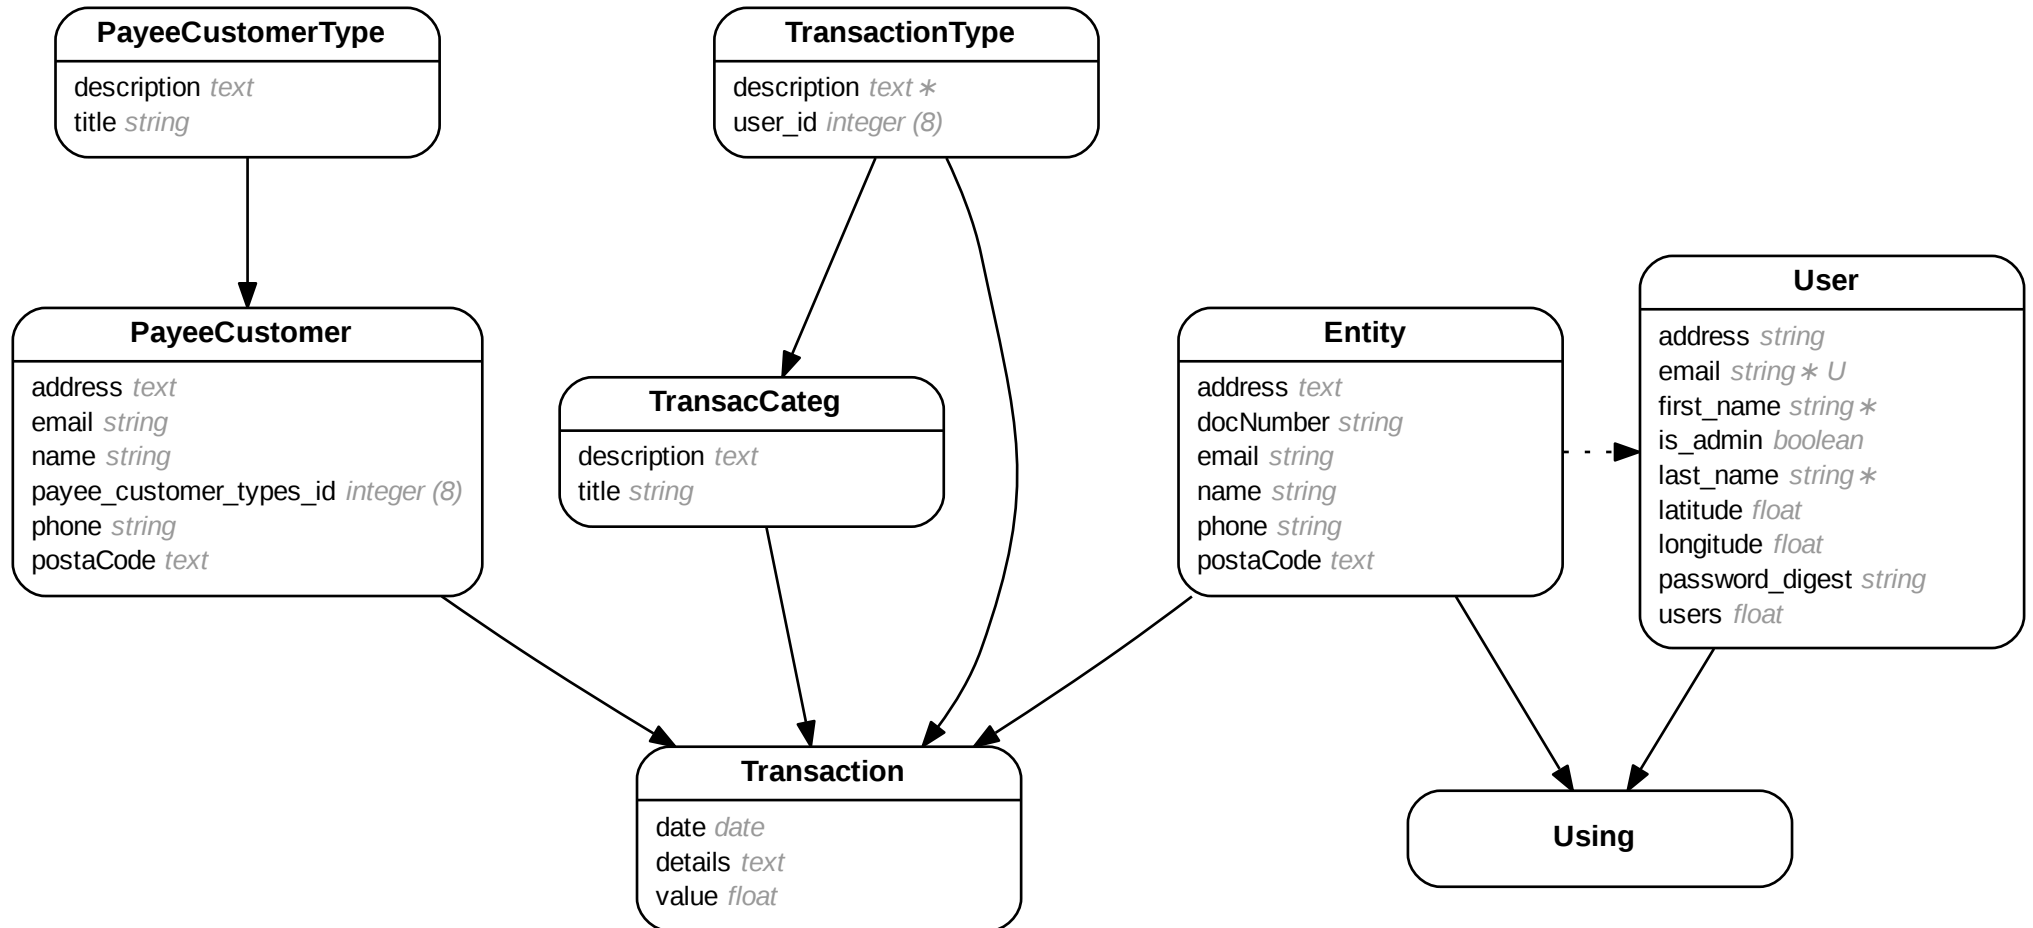 PayeeCustomerType
description text
title string
TransactionType
description text ∗
user_id integer (8)
PayeeCustomer
address text
email string
name string
payee_customer_types_id integer (8)
phone string
postaCode text
TransacCateg
description text
title string
Entity
address text
docNumber string
email string
name string
phone string
postaCode text
User
address string
email string ∗ U
first_name string ∗
is_admin boolean
last_name string ∗
latitude float
longitude float
password_digest string
users float
Transaction
date date
details text
value float
Using